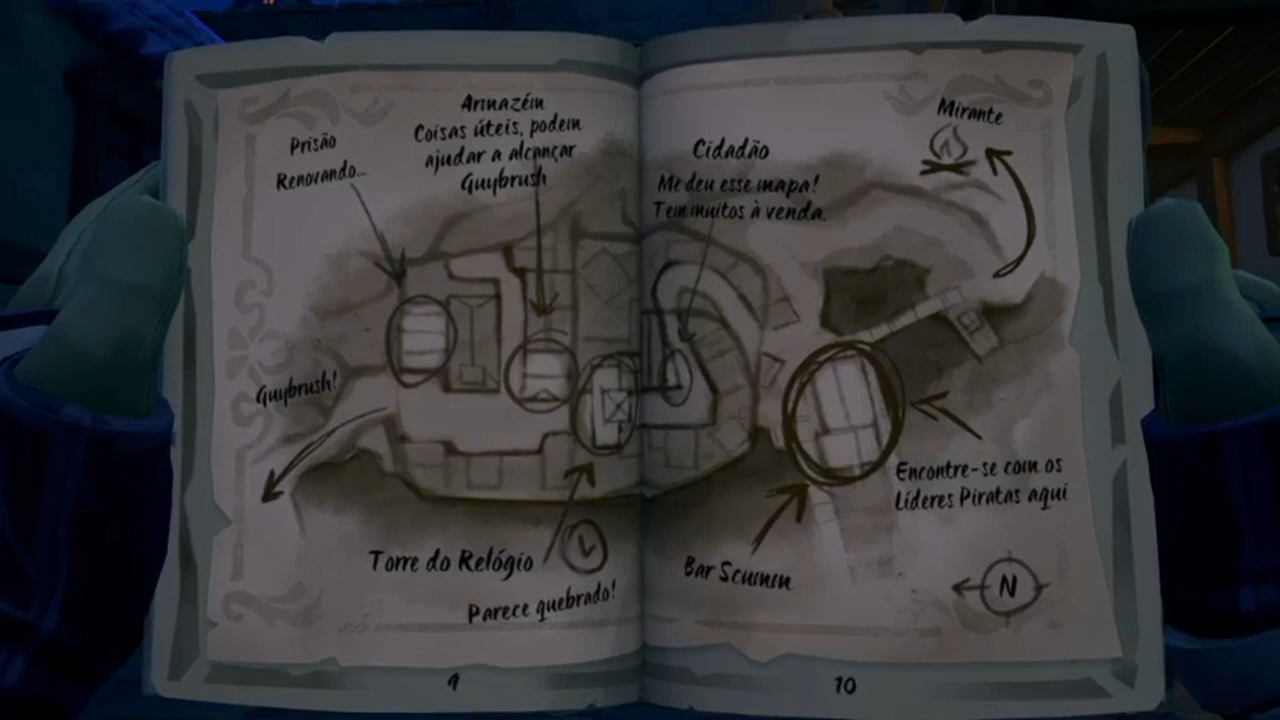 Prisão
Renovando...
Armazém
Coisas úteis, podem
ajudar a alcançar
Guybrush
Guybrush!
Torre do Relógio
Parece quebrado!
9
Cidadão
Me deu esse mapa!
Tem muitos à venda.
Mirante
Encontre-se com os
Líderes Piratas aqui
Bar Scumm
N
10